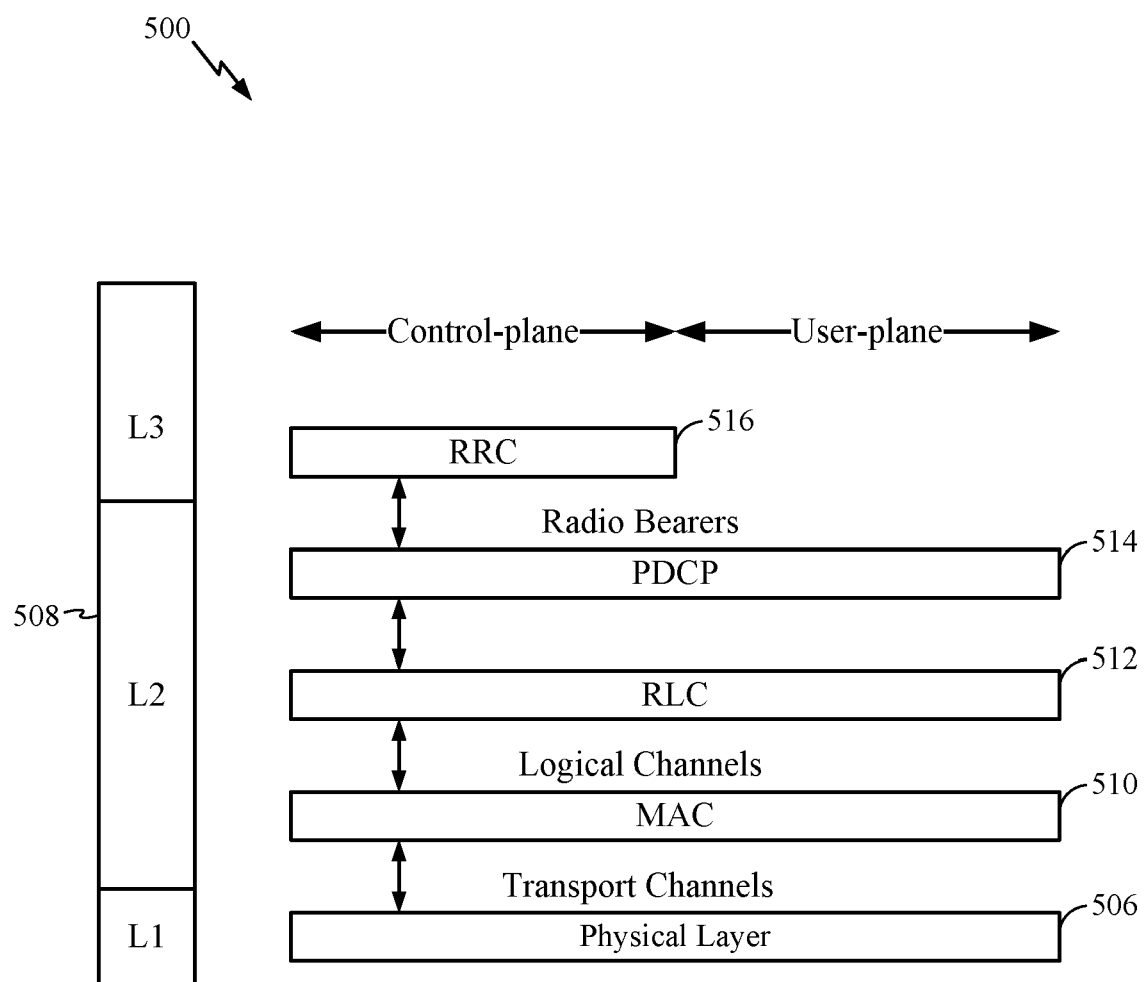 500
Control-plane User-plane
L3
516
RRC
Radio Bearers
514
PDCP
508
512
L2
RLC
Logical Channels
510
MAC
Transport Channels
506
L1
Physical Layer